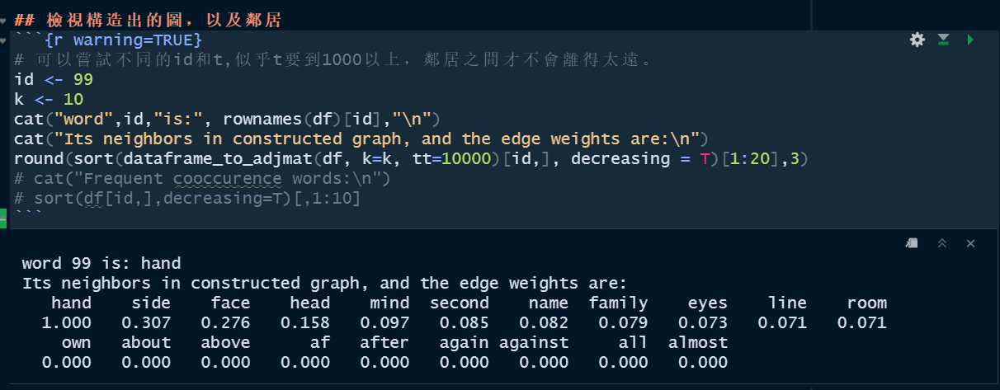 ## 檢視構造出的圖，以及鄰居
```{r warning=TRUE}
# 可以嘗試不同的id和t,似乎t要到1000以上，鄰居之間才不會離得太遠。
id <- 99
k <- 10
cat("word",id,"is:", rownames(df)[id],"\n")
cat("Its neighbors in constructed graph, and the edge weights are:\n")
round(sort(dataframe_to_adjmat(df, k=k, tt=10000)[id,], decreasing = T)[1:20],3)
# cat("Frequent cooccurence words:\n")
# sort(df[id,],decreasing=T)[,1:10]
```
word 99 is: hand
Its neighbors in constructed graph, and the edge weights are:
hand side face head mind second name family eyes line room
1.000 0.307 0.276 0.158 0.097 0.085 0.082 0.079 0.073 0.071 0.071
own about above af after again against all almost
0.000 0.000 0.000 0.000 0.000 0.000 0.000 0.000 0.000